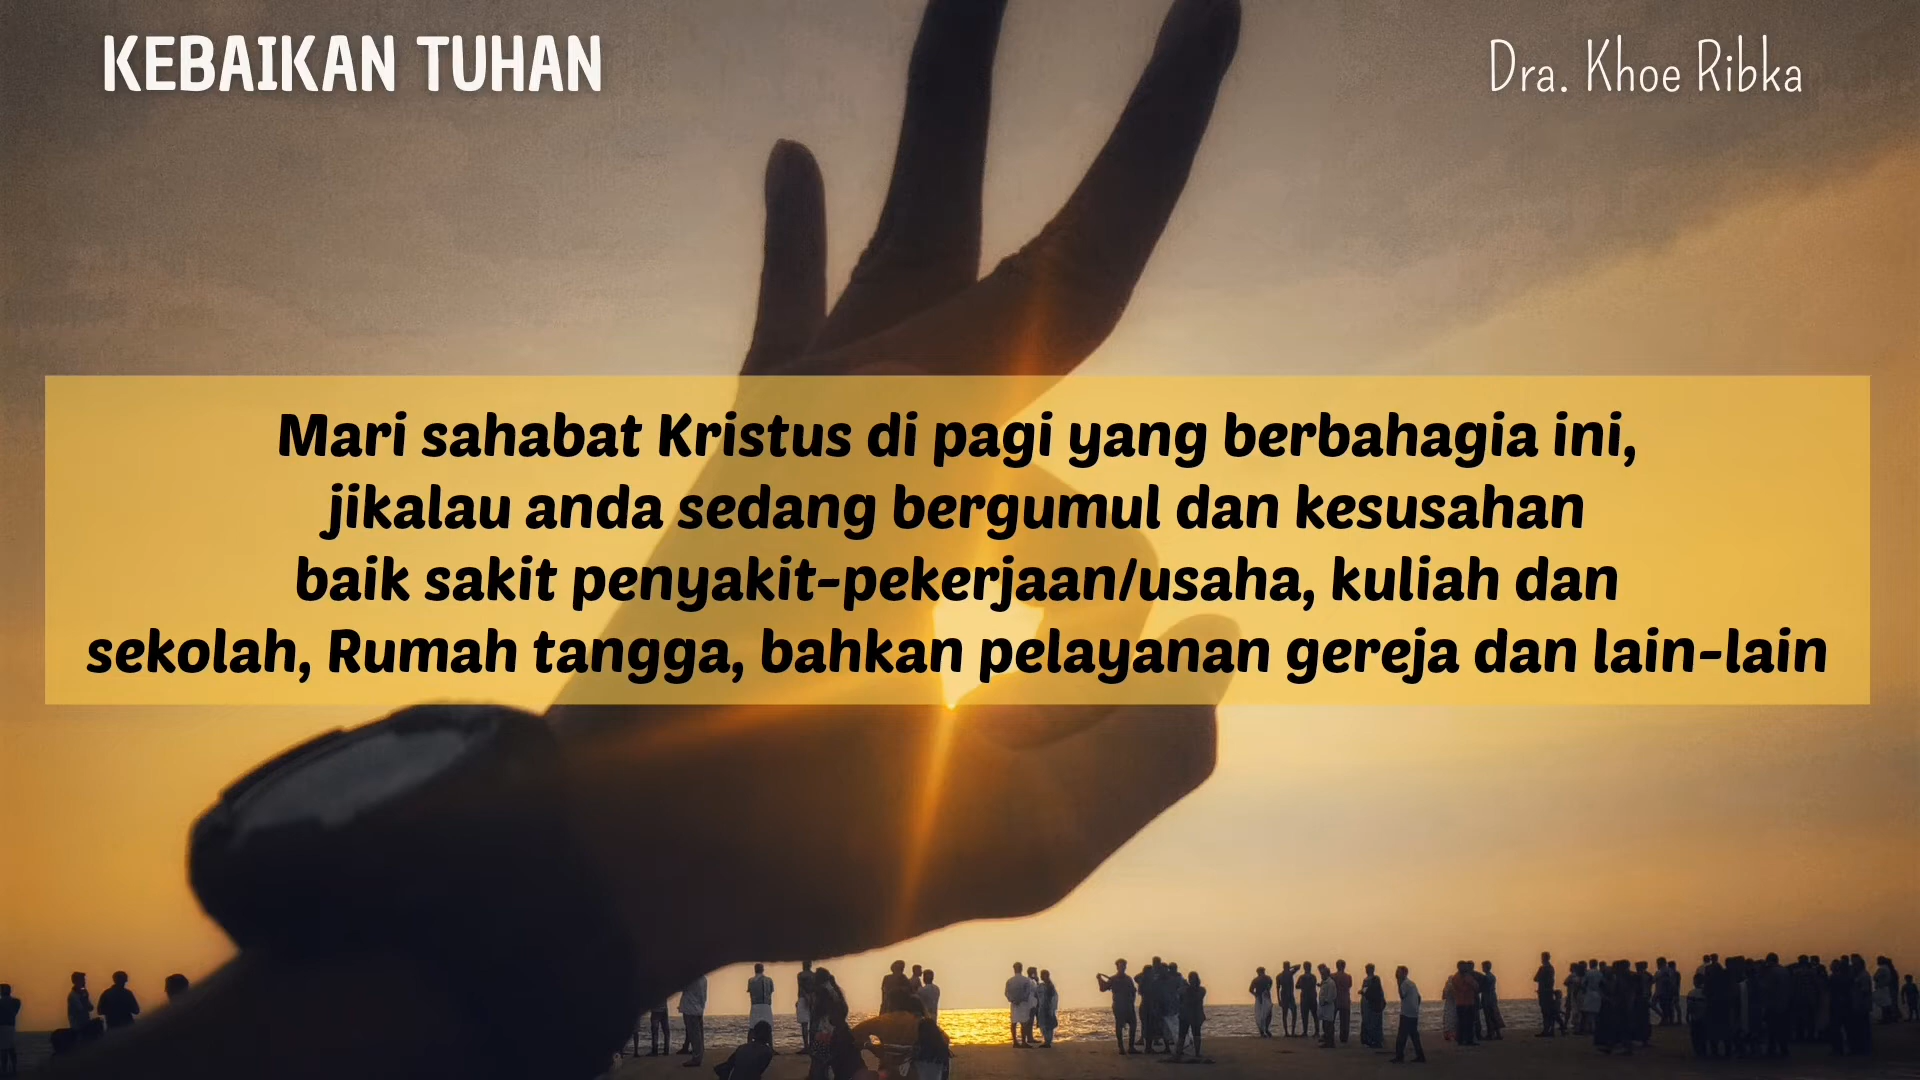 KEBAIKAN TUHAN
Dra. Khoe Ribka
Mari sahabat Kristus di pagi yang berbahagia ini,
jikalau anda sedang bergumul dan kesusahan
baik sakit penyakit-pekerjaan/usaha, kuliah dan
sekolah, Rumah tangga, bahkan pelayanan gereja dan lain-lain